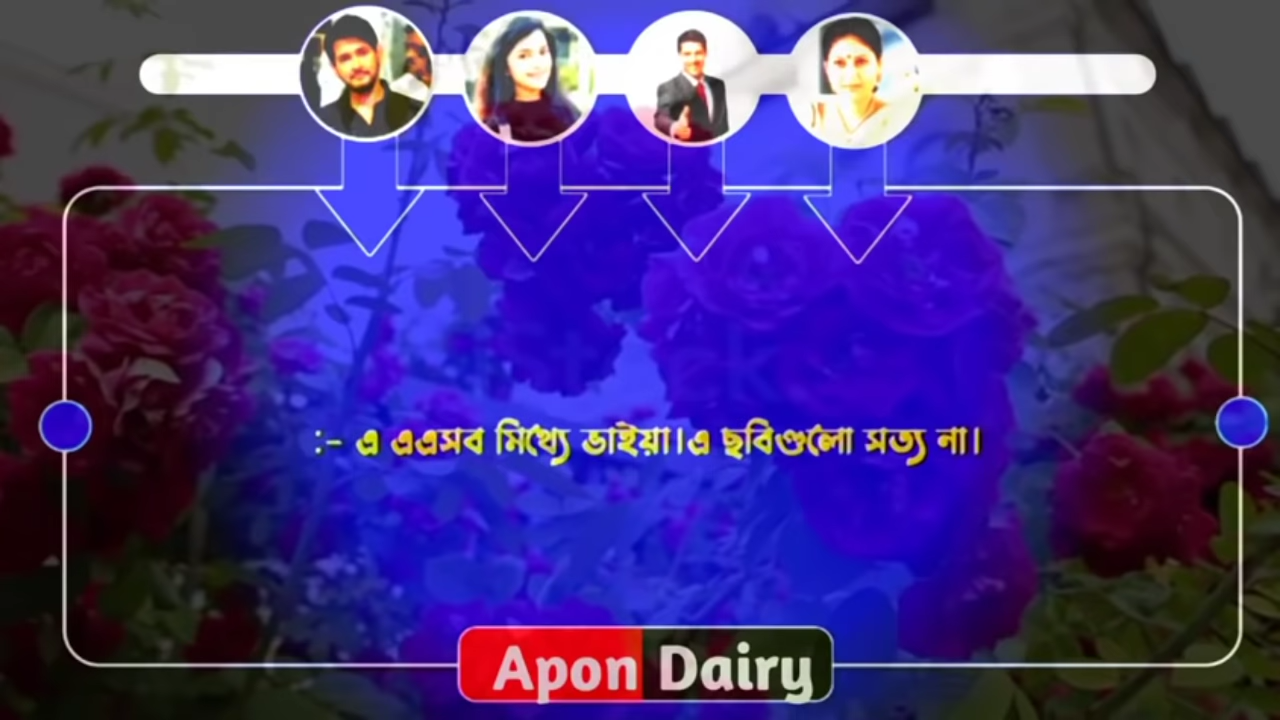 :- এ এএসব মিথ্যে ভাইয়া।এ ছবিগুলো সত্য না।
Apon Dairy